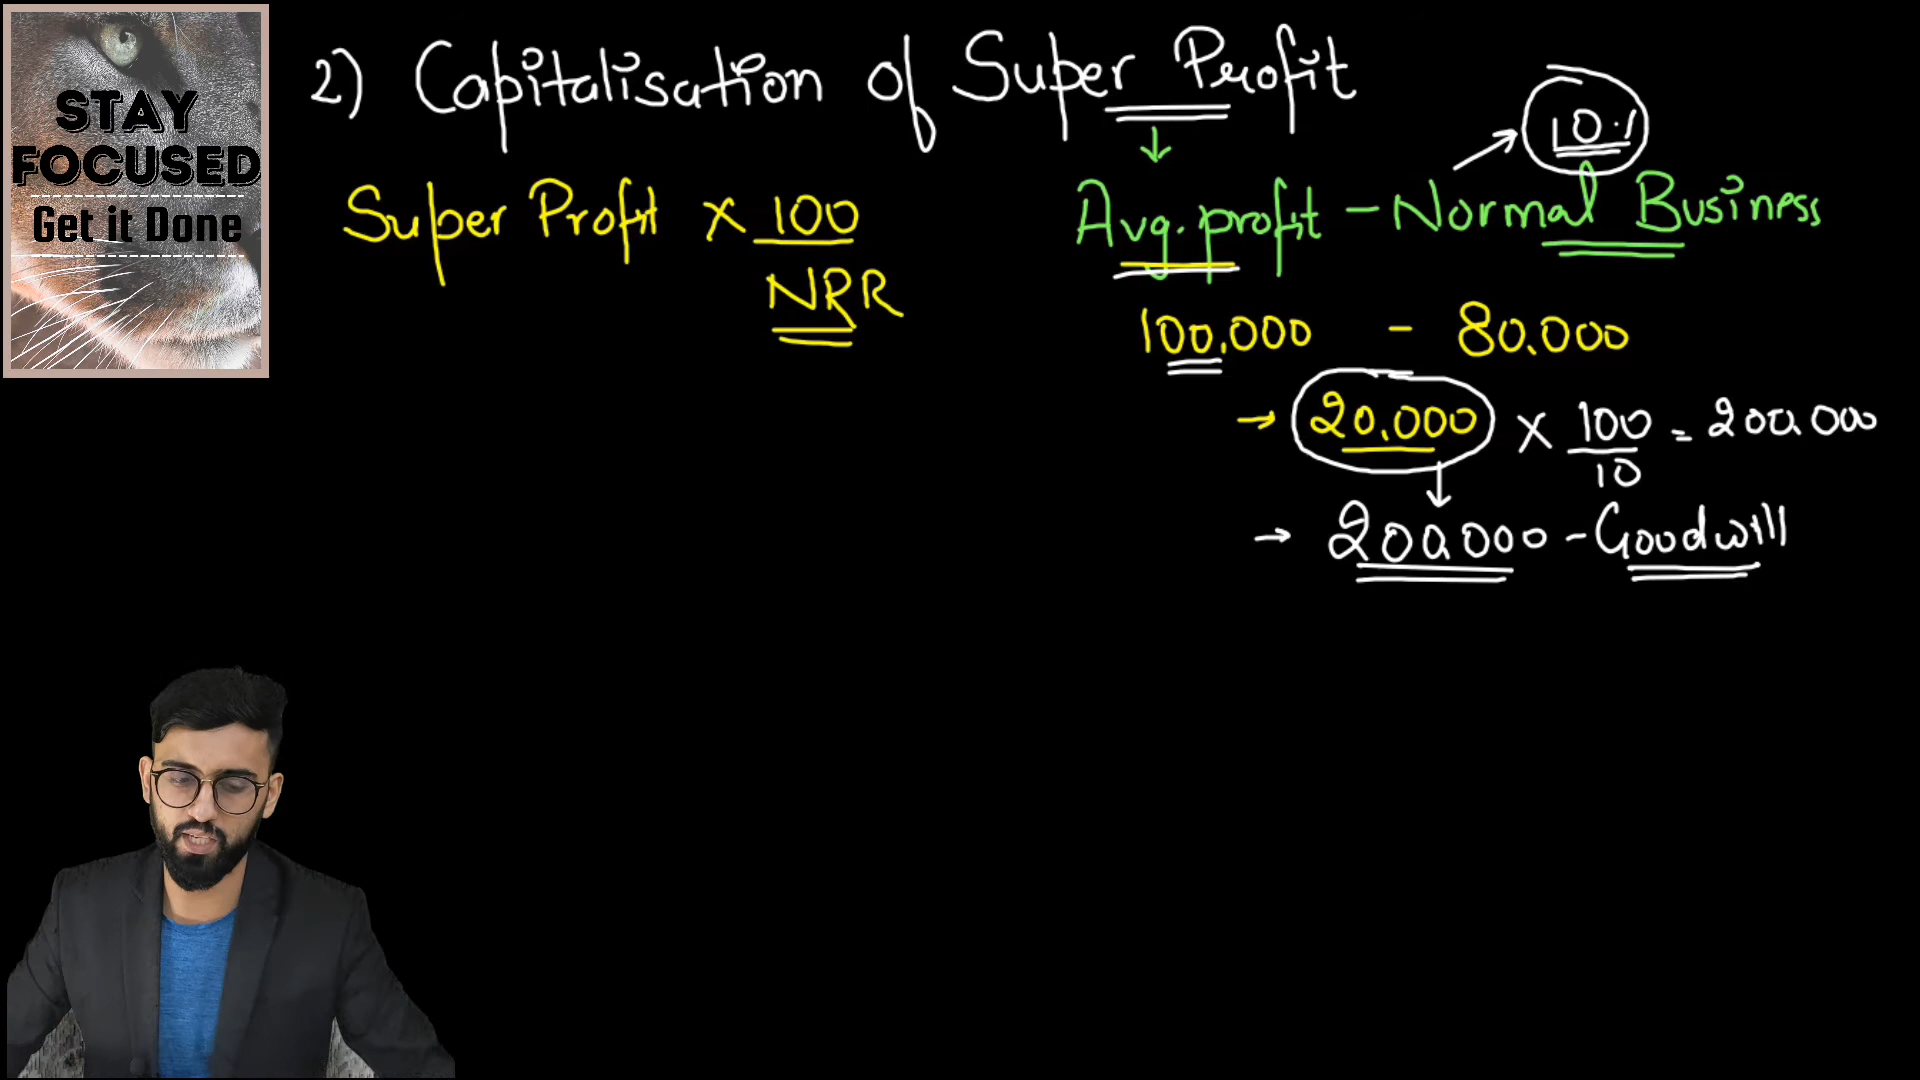 STAY
FOCUSED
Get it Done
2) Capitalisation of Super Profit
10%
Super Profit × 100
NRR
Avg. profit - Normal Business
100,000 - 80,000
→ 20,000 × 100 = 200,000
10
→ 200,000 - Goodwill